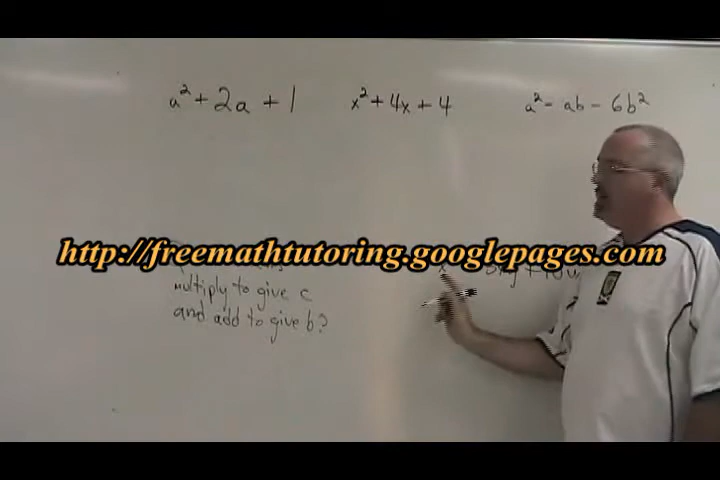 a² + 2a + 1
x² + 4x + 4
a² - ab - 6b²
http://freemathtutoring.googlepages.com
multiply to give c
and add to give b?